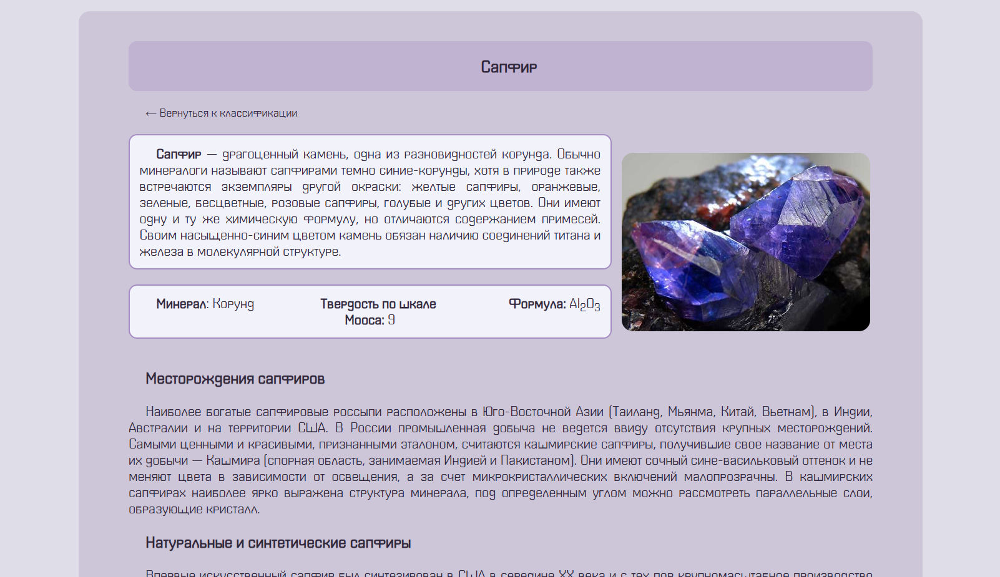 Сапфир
← Вернуться к классификации
Сапфир — драгоценный камень, одна из разновидностей корунда. Обычно
минералоги называют сапфирами темно синие-корунды, хотя в природе также
встречаются экземпляры другой окраски: желтые сапфиры, оранжевые,
зеленые, бесцветные, розовые сапфиры, голубые и других цветов. Они имеют
одну и ту же химическую формулу, но отличаются содержанием примесей.
Своим насыщенно-синим цветом камень обязан наличию соединений титана и
железа в молекулярной структуре.
Минерал: Корунд
Твердость по шкале
Мооса: 9
Формула: Al₂O₃
Месторождения сапфиров
Наиболее богатые сапфировые россыпи расположены в Юго-Восточной Азии (Таиланд, Мьянма, Китай, Вьетнам), в Индии,
Австралии и на территории США. В России промышленная добыча не ведется ввиду отсутствия крупных месторождений.
Самыми ценными и красивыми, признанными эталоном, считаются кашмирские сапфиры, получившие свое название от места
их добычи — Кашмира (спорная область, занимаемая Индией и Пакистаном). Они имеют сочный сине-васильковый оттенок и не
меняют цвета в зависимости от освещения, а за счет микрокристаллических включений малопрозрачны. В кашмирских
сапфирах наиболее ярко выражена структура минерала, под определенным углом можно рассмотреть параллельные слои,
образующие кристалл.
Натуральные и синтетические сапфиры
Впервые искусственный сапфир был синтезирован в США в середине XX века и с тех пор крупномасштабное производство